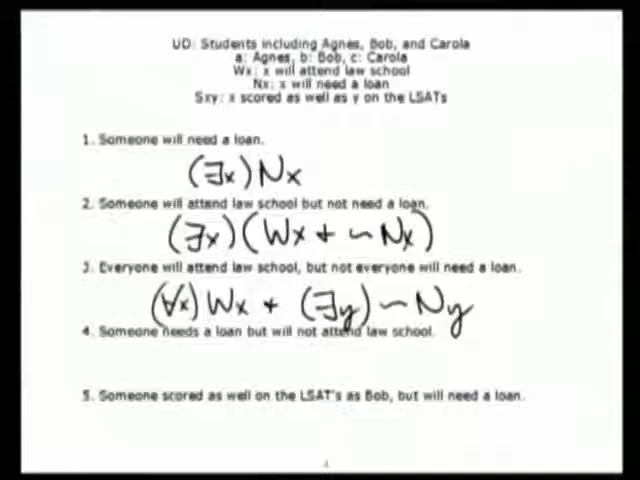 UD: Students including Agnes, Bob, and Carola
a: Agnes, b: Bob, c: Carola
Wx: x will attend law school
Nx: x will need a loan
Sxy: x scored as well as y on the LSATs
1. Someone will need a loan.
(∃x)Nx
2. Someone will attend law school but not need a loan.
(∃x)(Wx & ~Nx)
3. Everyone will attend law school, but not everyone will need a loan.
(∀x)Wx & (∃y)~Ny
4. Someone needs a loan but will not attend law school.
5. Someone scored as well on the LSAT's as Bob, but will need a loan.
4